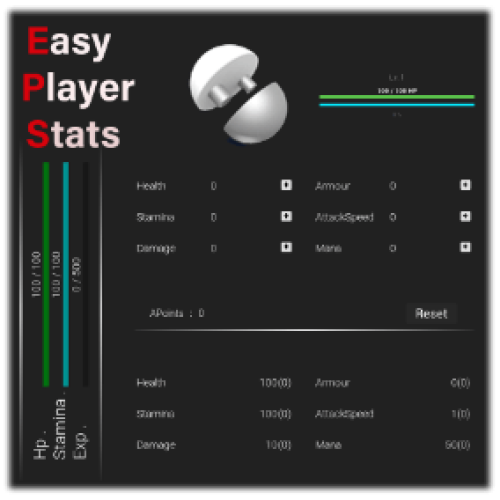 Easy
Player
Stats
Lv 1
100 / 100 HP
Health 0 Armour 0
Stamina 0 AttackSpeed 0
Damage 0 Mana 0
APoints : 0 Reset
Health 100(0) Armour 0(0)
Stamina 100(0) AttackSpeed 1(0)
Damage 10(0) Mana 50(0)
Hp . 100 / 100
Stamina . 100 / 100
Exp . 0 / 500